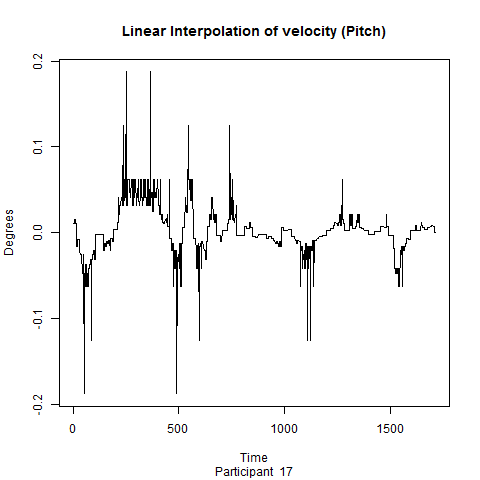 Linear Interpolation of velocity (Pitch)
0.2
0.1
0.0
-0.1
-0.2
Degrees
0 500 1000 1500
Time
Participant 17